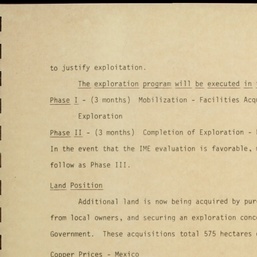 to justify exploitation.
The exploration program will be executed in
Phase I - (3 months) Mobilization - Facilities Acq
Exploration
Phase II - (3 months) Completion of Exploration -
In the event that the IME evaluation is favorable,
follow as Phase III.
Land Position
Additional land is now being acquired by pur
from local owners, and securing an exploration conc
Government. These acquisitions total 575 hectares
Copper Prices - Mexico